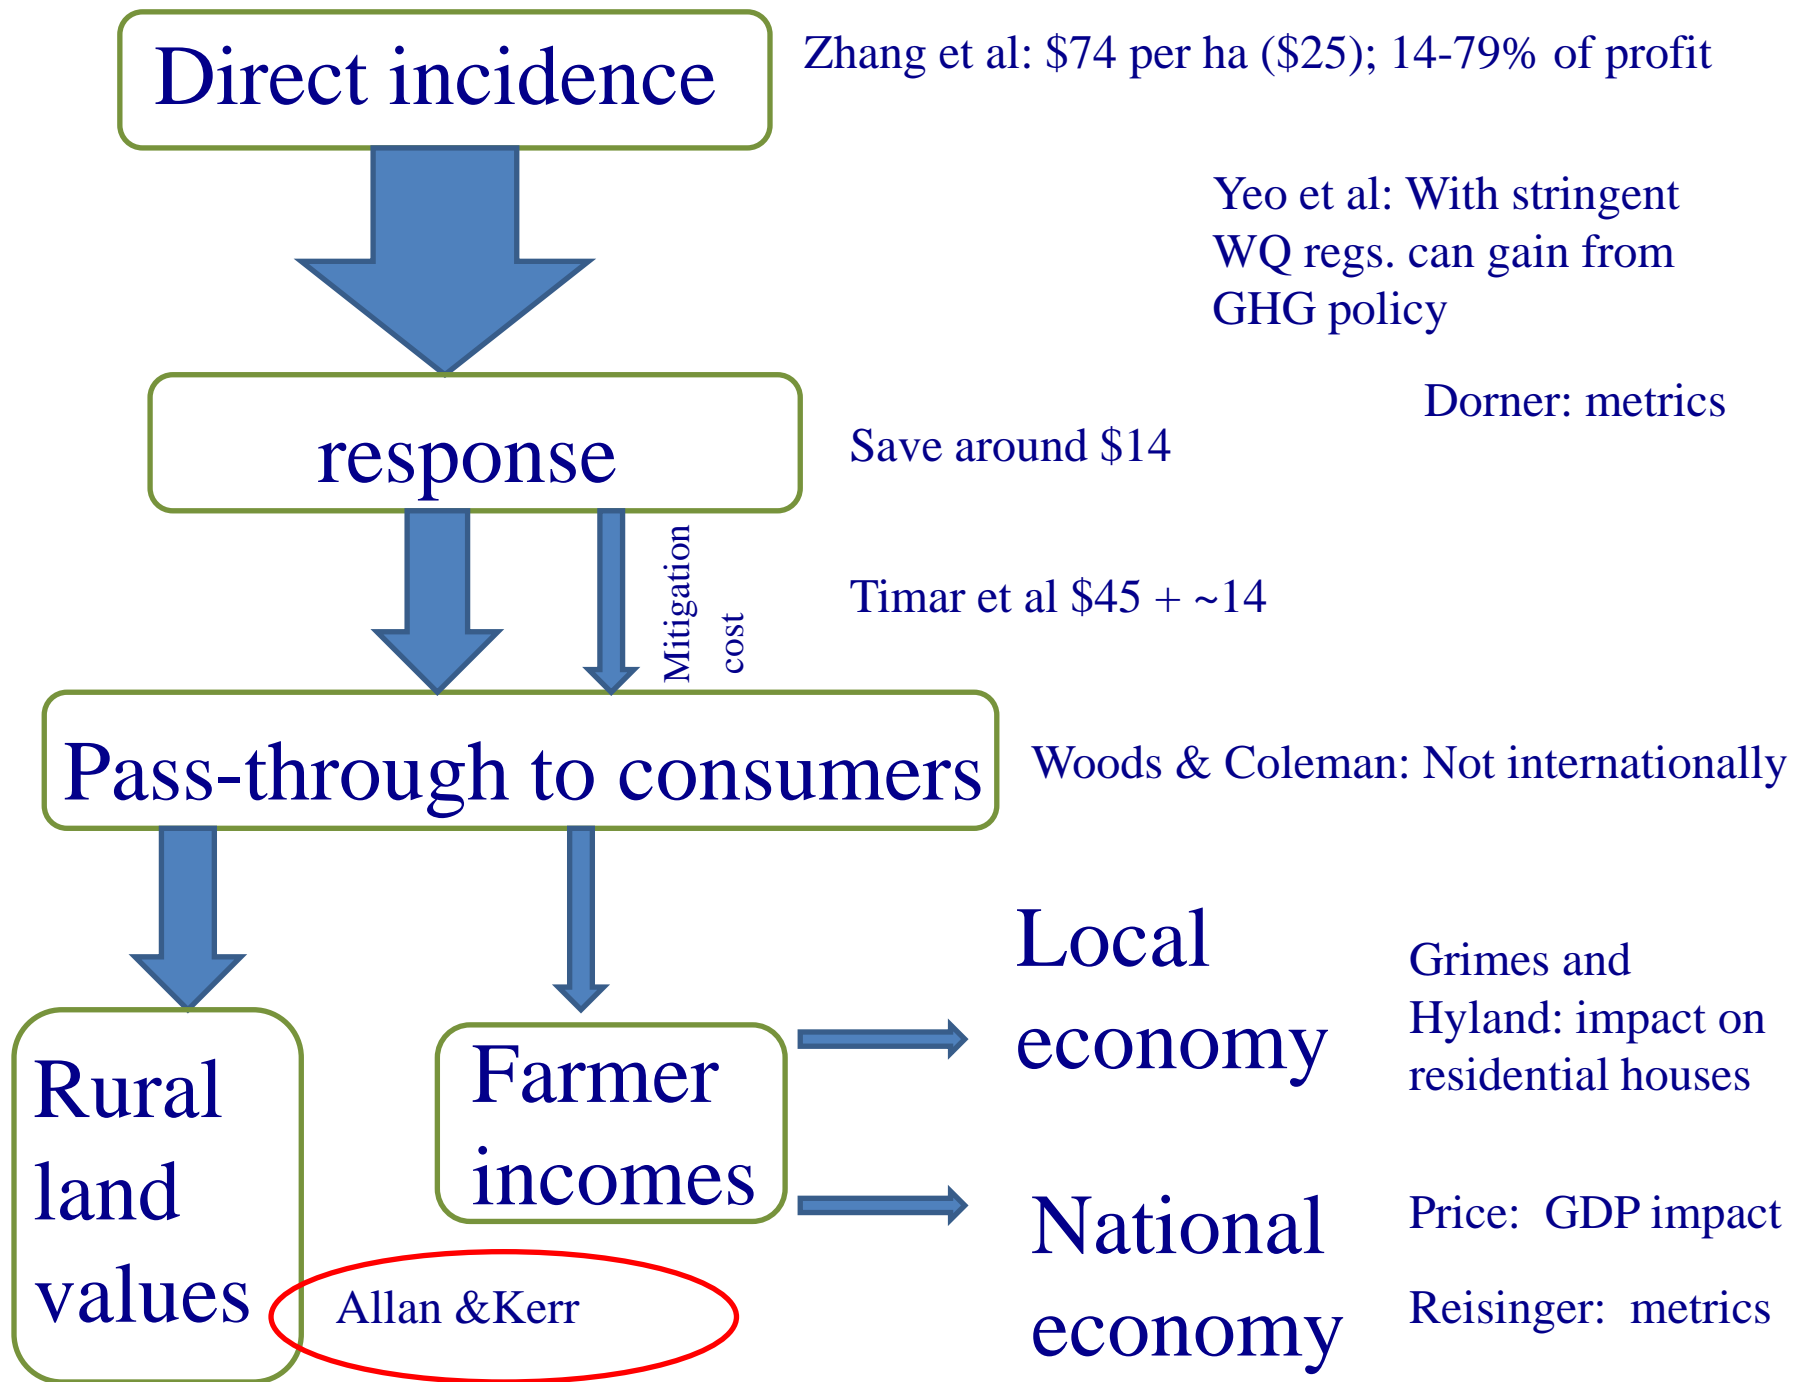 Direct incidence
Zhang et al: $74 per ha ($25); 14-79% of profit
Yeo et al: With stringent
WQ regs. can gain from
GHG policy
Dorner: metrics
response
Save around $14
Mitigation
cost
Timar et al $45 + ~14
Pass-through to consumers
Woods & Coleman: Not internationally
Rural
land
values
Farmer
incomes
Allan &Kerr
Local
economy
Grimes and
Hyland: impact on
residential houses
National
economy
Price:  GDP impact
Reisinger:  metrics